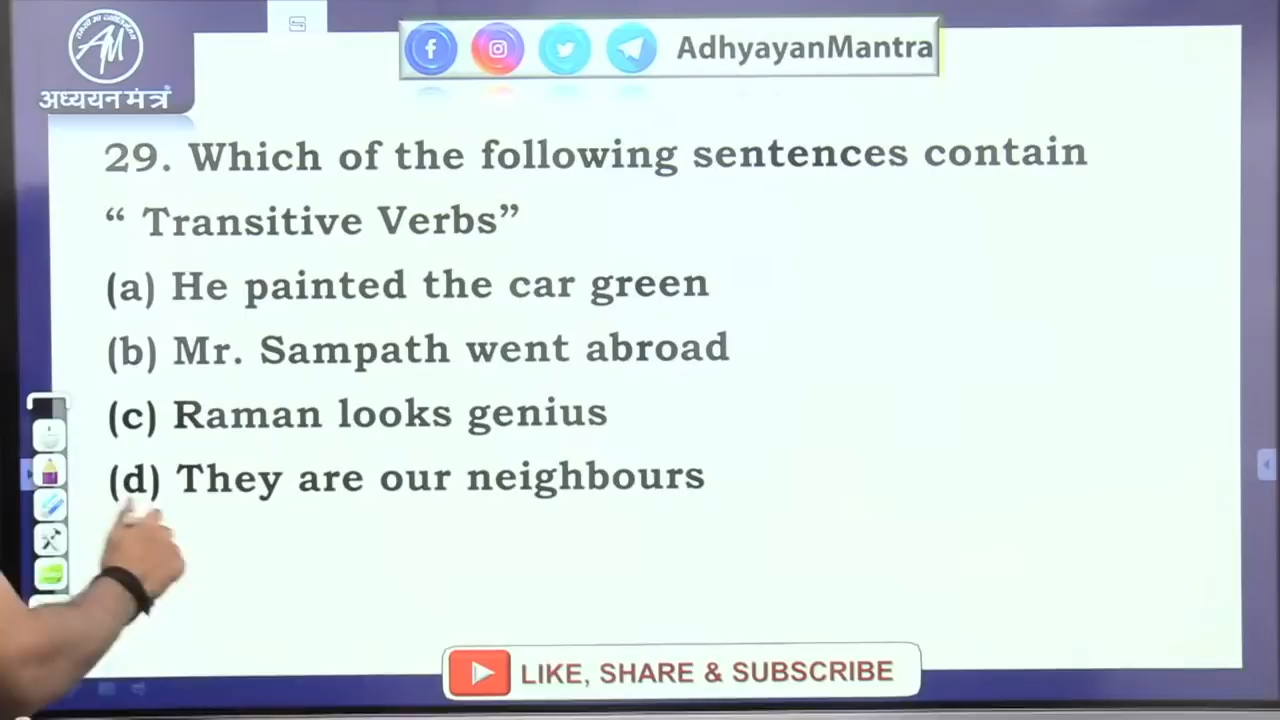 अध्ययन मंत्रं
AdhyayanMantra
29. Which of the following sentences contain
“ Transitive Verbs”
(a) He painted the car green
(b) Mr. Sampath went abroad
(c) Raman looks genius
(d) They are our neighbours
LIKE, SHARE & SUBSCRIBE